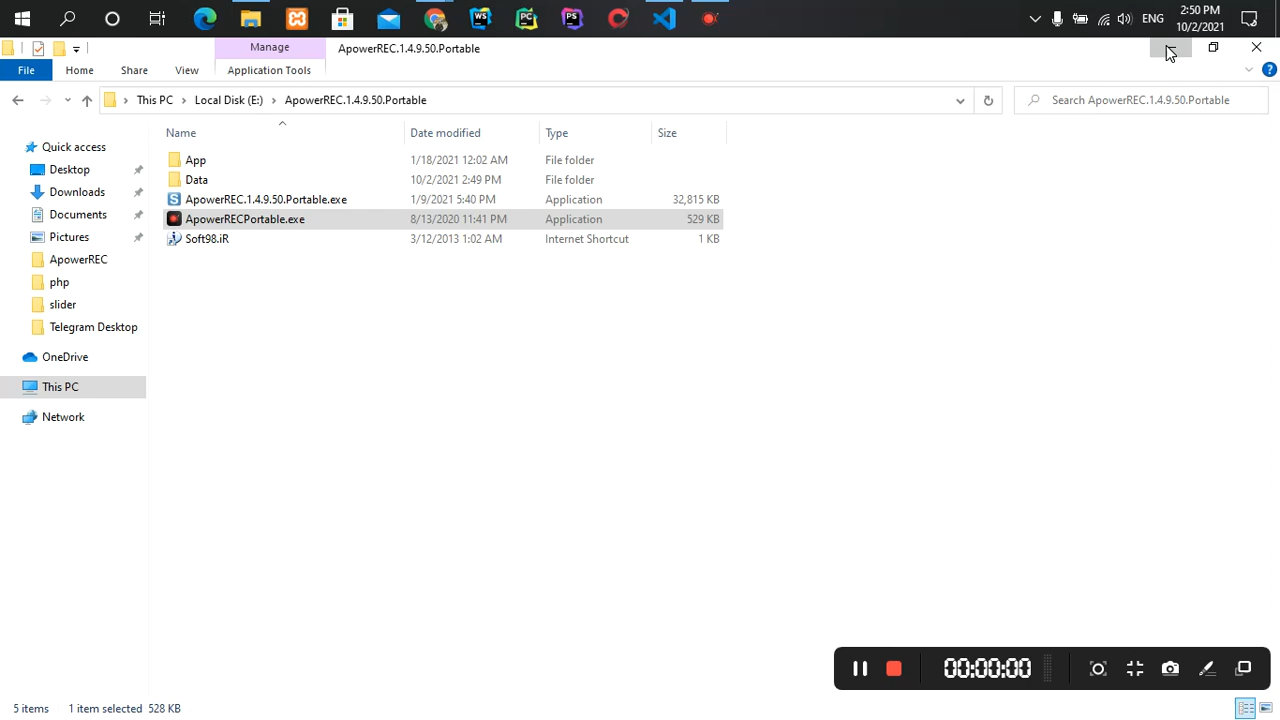 WS
PC
PS
ENG
2:50 PM
10/2/2021
Manage
ApowerREC.1.4.9.50.Portable
File
Home
Share
View
Application Tools
This PC
Local Disk (E:)
ApowerREC.1.4.9.50.Portable
Search ApowerREC.1.4.9.50.Portable
Name
Date modified
Type
Size
App
1/18/2021 12:02 AM
File folder
Data
10/2/2021 2:49 PM
File folder
ApowerREC.1.4.9.50.Portable.exe
1/9/2021 5:40 PM
Application
32,815 KB
ApowerRECPortable.exe
8/13/2020 11:41 PM
Application
529 KB
Soft98.iR
3/12/2013 1:02 AM
Internet Shortcut
1 KB
Quick access
Desktop
Downloads
Documents
Pictures
ApowerREC
php
slider
Telegram Desktop
OneDrive
This PC
Network
00:00:00
5 items
1 item selected 528 KB